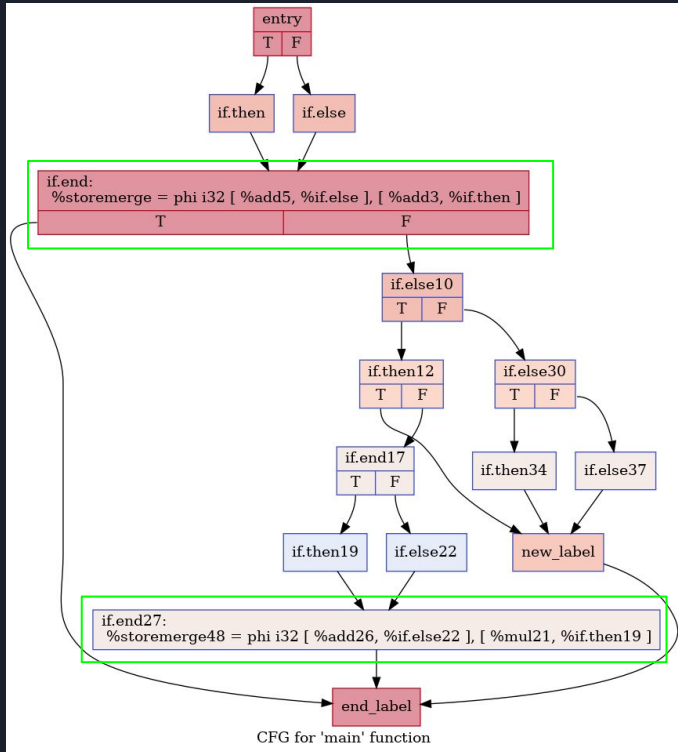 entry
T F
if.then if.else
if.end:
%storemerge = phi i32 [ %add5, %if.else ], [ %add3, %if.then ]
T F
if.else10
T F
if.then12 if.else30
T F T F
if.end17
T F
if.then34 if.else37
if.then19 if.else22 new_label
if.end27:
%storemerge48 = phi i32 [ %add26, %if.else22 ], [ %mul21, %if.then19 ]
end_label
CFG for 'main' function